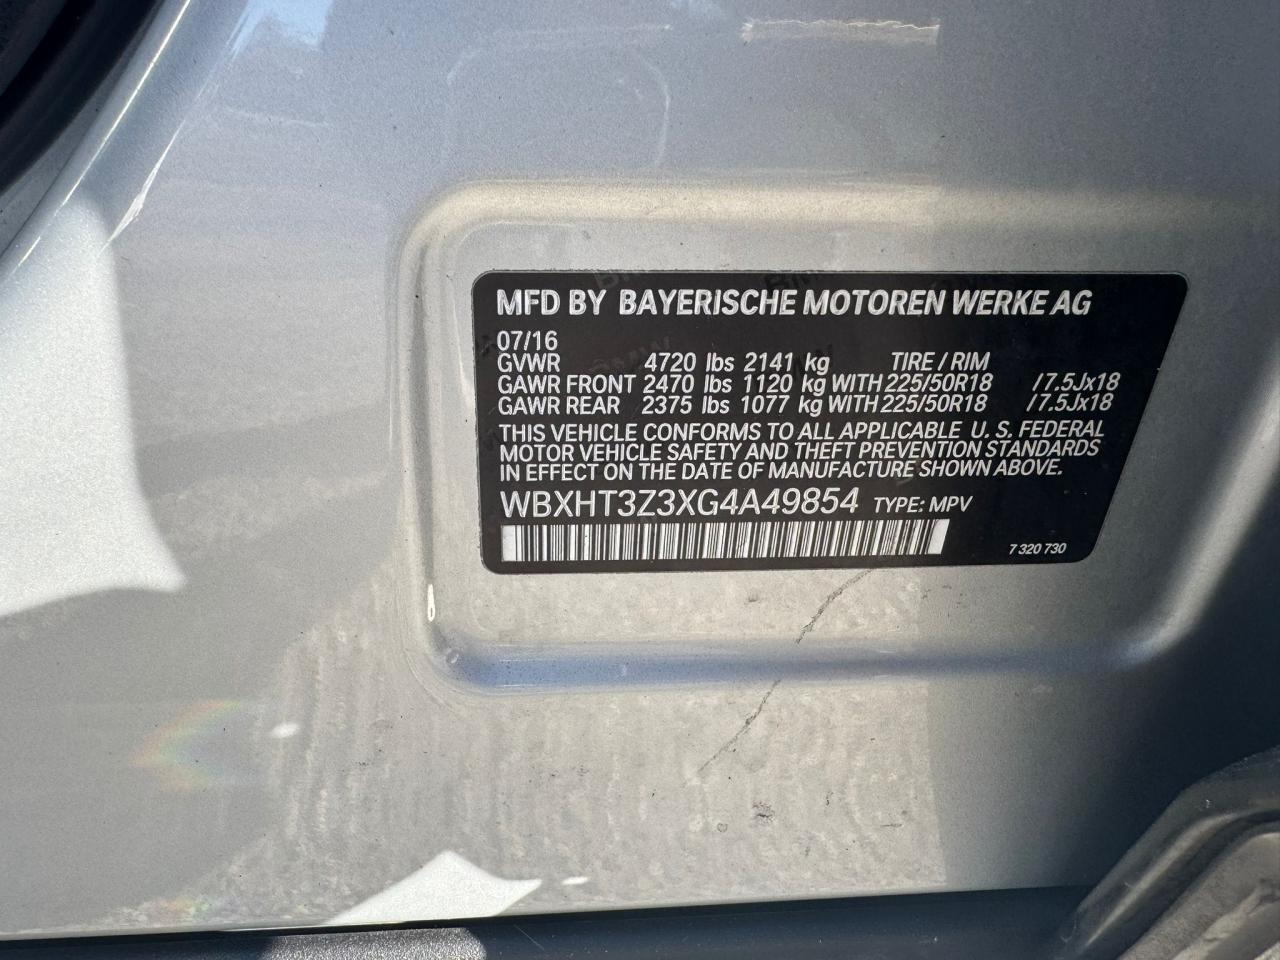 MFD BY BAYERISCHE MOTOREN WERKE AG
07/16
GVWR 4720 lbs 2141 kg TIRE / RIM
GAWR FRONT 2470 lbs 1120 kg WITH 225/50R18 / 7.5Jx18
GAWR REAR 2375 lbs 1077 kg WITH 225/50R18 / 7.5Jx18
THIS VEHICLE CONFORMS TO ALL APPLICABLE U. S. FEDERAL
MOTOR VEHICLE SAFETY AND THEFT PREVENTION STANDARDS
IN EFFECT ON THE DATE OF MANUFACTURE SHOWN ABOVE.
WBXHT3Z3XG4A49854 TYPE: MPV
7 320 730